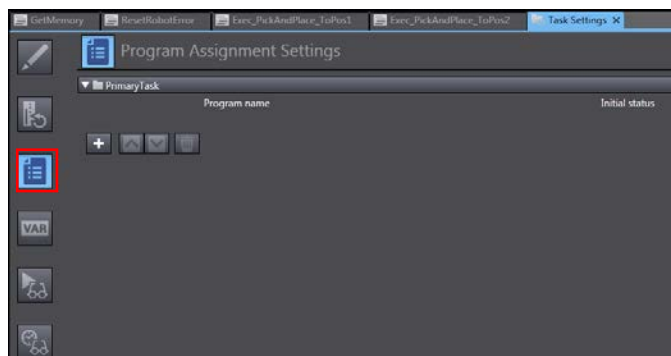 GetMemory ResetRobotError Exec_PickAndPlace_ToPos1 Exec_PickAndPlace_ToPos2 Task Settings X
Program Assignment Settings
PrimaryTask
Program name Initial status
VAR